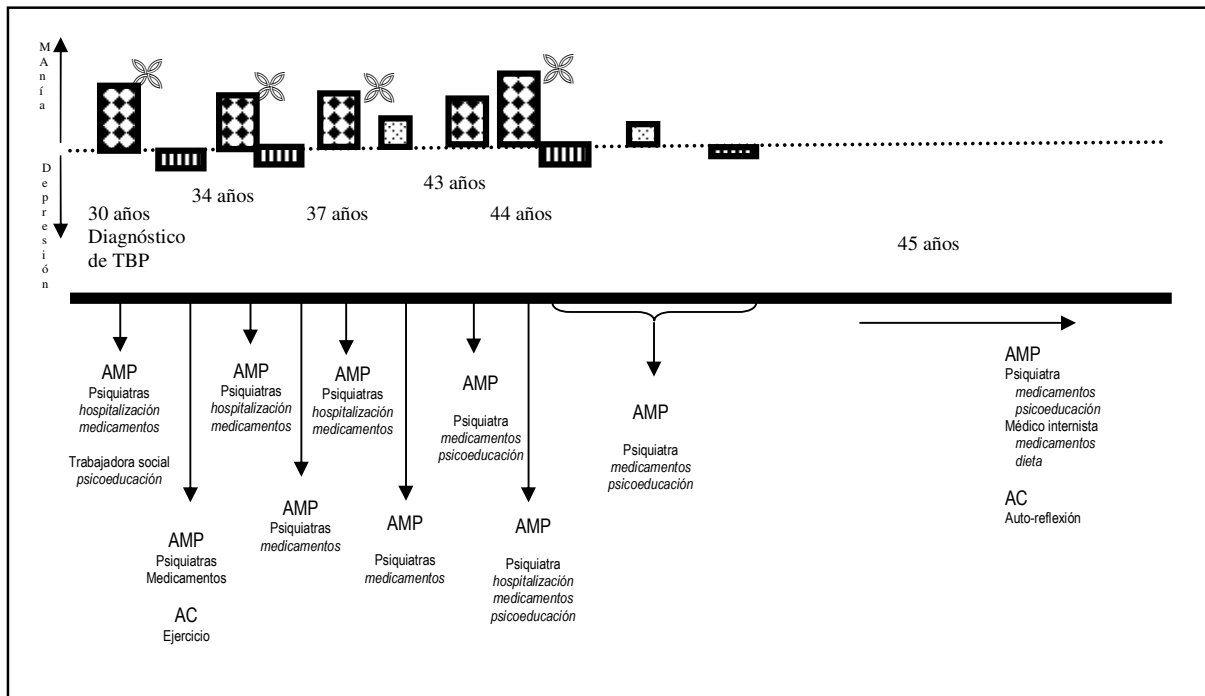 MAnía
Depresión
34 años
43 años
30 años
Diagnóstico
de TBP
37 años
44 años
45 años
AMP
Psiquiatras
hospitalización
medicamentos
Trabajadora social
psicoeducación
AMP
Psiquiatras
Medicamentos
AC
Ejercicio
AMP
Psiquiatras
hospitalización
medicamentos
AMP
Psiquiatras
medicamentos
AMP
Psiquiatras
hospitalización
medicamentos
AMP
Psiquiatras
medicamentos
AMP
Psiquiatra
medicamentos
psicoeducación
AMP
Psiquiatra
hospitalización
medicamentos
psicoeducación
AMP
Psiquiatra
medicamentos
psicoeducación
AMP
Psiquiatra
medicamentos
psicoeducación
Médico internista
medicamentos
dieta
AC
Auto-reflexión